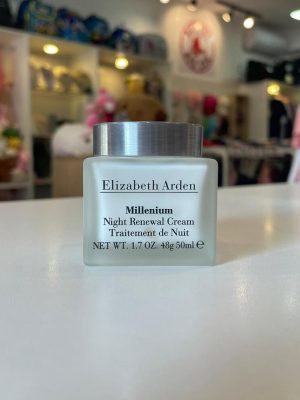 Elizabeth Arden
Millenium
Night Renewal Cream
Traitement de Nuit
NET WT. 1.7 OZ. 48g 50ml ℮